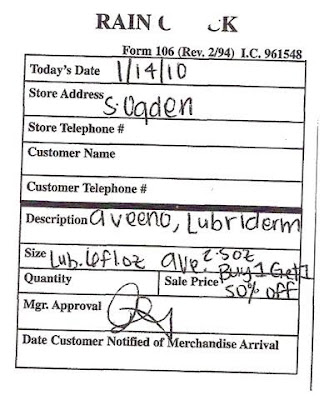 RAIN C CK
Form 106 (Rev. 2/94) I.C. 961548
Today's Date 1/14/10
Store Address S. Ogden
Store Telephone #
Customer Name
Customer Telephone #
Description aveeno, Lubriderm
Size Lub. 6fl.oz ave. 2.5oz
Quantity
Sale Price Buy 1 Get 1 50% off
Mgr. Approval
Date Customer Notified of Merchandise Arrival